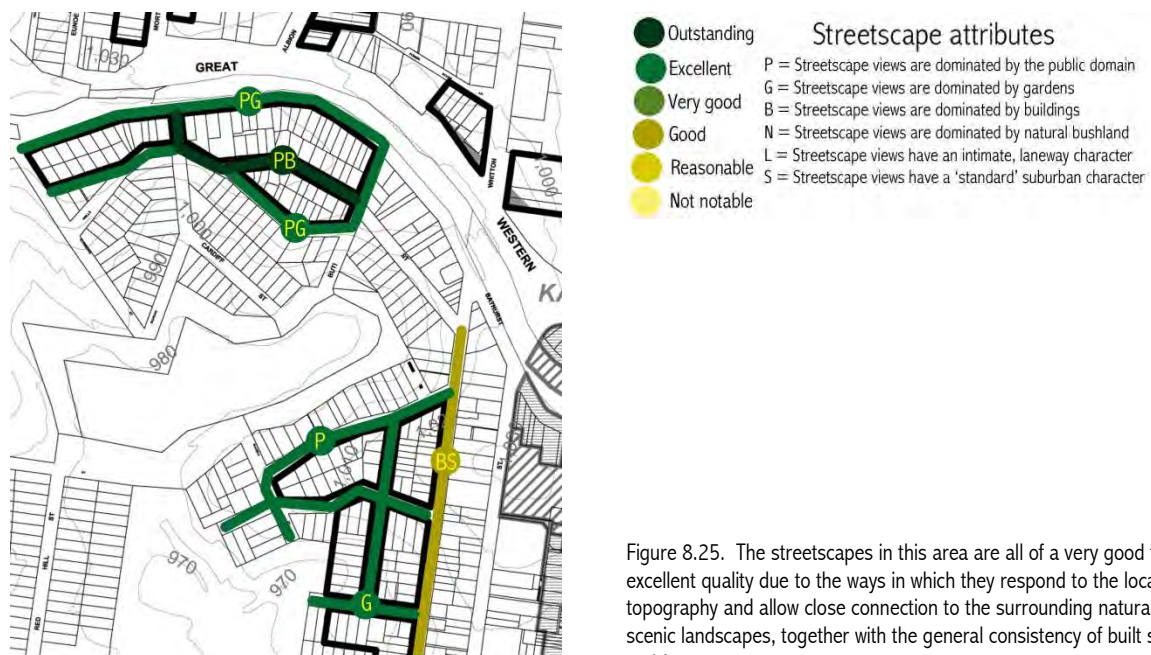 GREAT
WESTERN
BATHURST
ST
ALBION
WHITTON
CARDIFF
ST
RUTI
ST
HILL
RED
1,030
1,000
1,000
990
980
970
970
PG
PB
PG
P
BS
G
KA
Outstanding
Excellent
Very good
Good
Reasonable
Not notable
Streetscape attributes
P = Streetscape views are dominated by the public domain
G = Streetscape views are dominated by gardens
B = Streetscape views are dominated by buildings
N = Streetscape views are dominated by natural bushland
L = Streetscape views have an intimate, laneway character
S = Streetscape views have a 'standard' suburban character
Figure 8.25. The streetscapes in this area are all of a very good
excellent quality due to the ways in which they respond to the loca
topography and allow close connection to the surrounding natura
scenic landscapes, together with the general consistency of built s